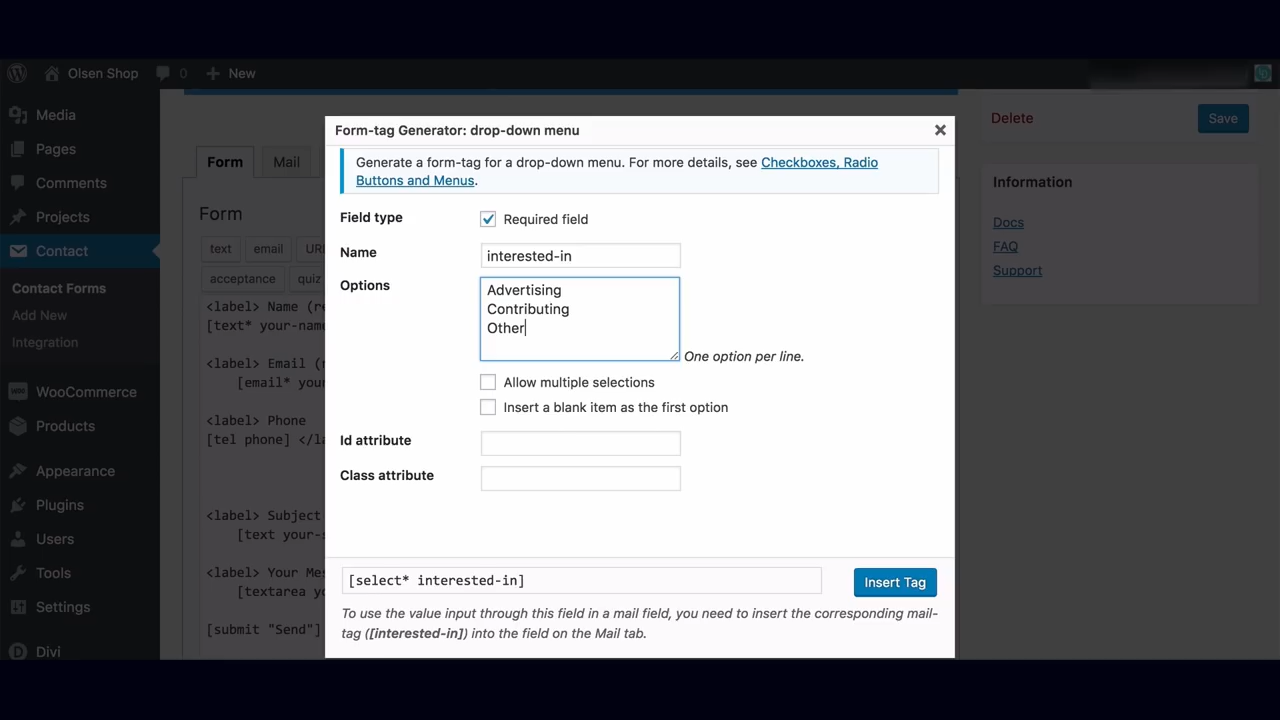 Olsen Shop 0 New
Media
Pages
Comments
Projects
Contact
Contact Forms
Add New
Integration
WooCommerce
Products
Appearance
Plugins
Users
Tools
Settings
Divi
Form Mail
Form
text email
acceptance quiz
<label> Name
[text*
<label> Email
[email*
<label> Phone
[tel phone]
<label> Subject
[text
<label> Your
[textarea
[submit "Send"]
Form-tag Generator: drop-down menu
Generate a form-tag for a drop-down menu. For more details, see Checkboxes, Radio
Buttons and Menus.
Field type Required field
Name interested-in
Options Advertising
Contributing
Other
One option per line.
Allow multiple selections
Insert a blank item as the first option
Id attribute
Class attribute
[select* interested-in] Insert Tag
To use the value input through this field in a mail field, you need to insert the corresponding mail-
tag ([interested-in]) into the field on the Mail tab.
Delete Save
Information
Docs
FAQ
Support